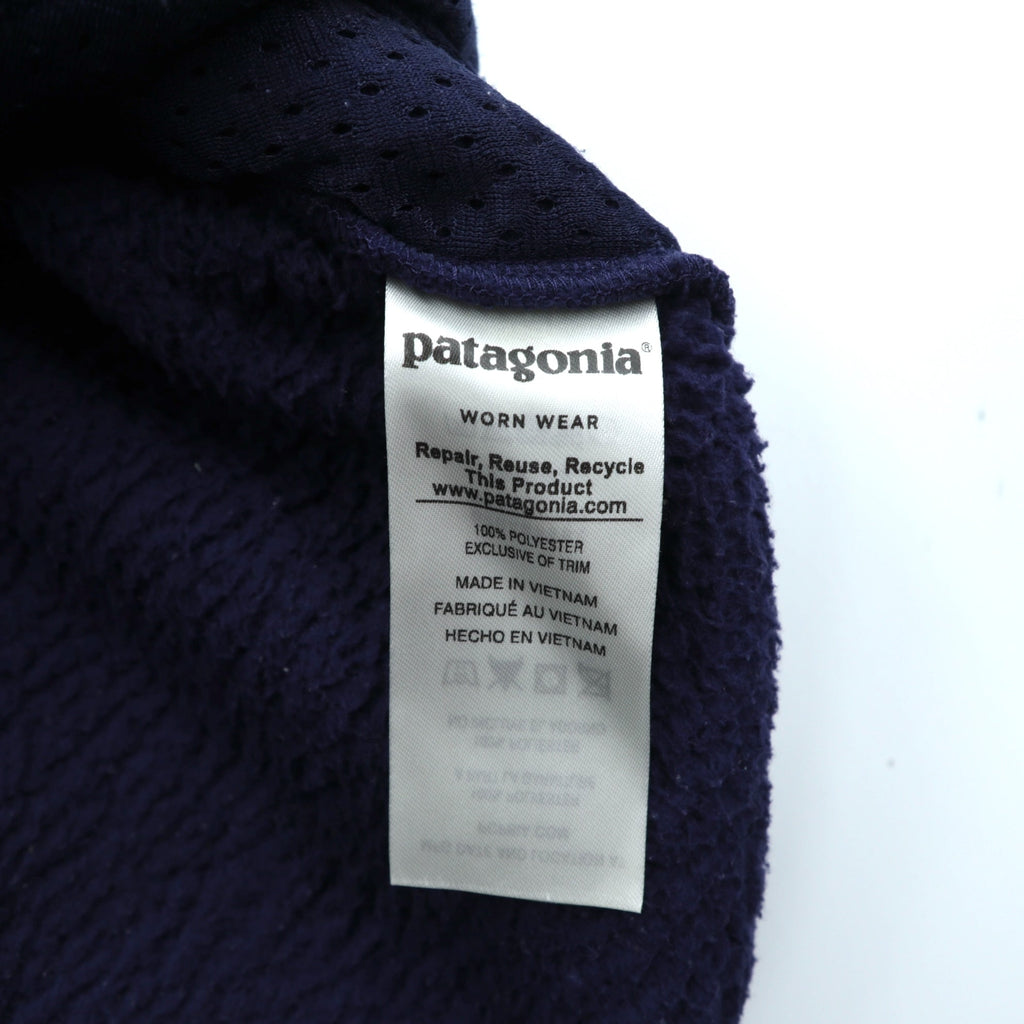 patagonia®
WORN WEAR
Repair, Reuse, Recycle
This Product
www.patagonia.com
100% POLYESTER
EXCLUSIVE OF TRIM
MADE IN VIETNAM
FABRIQUÉ AU VIETNAM
HECHO EN VIETNAM